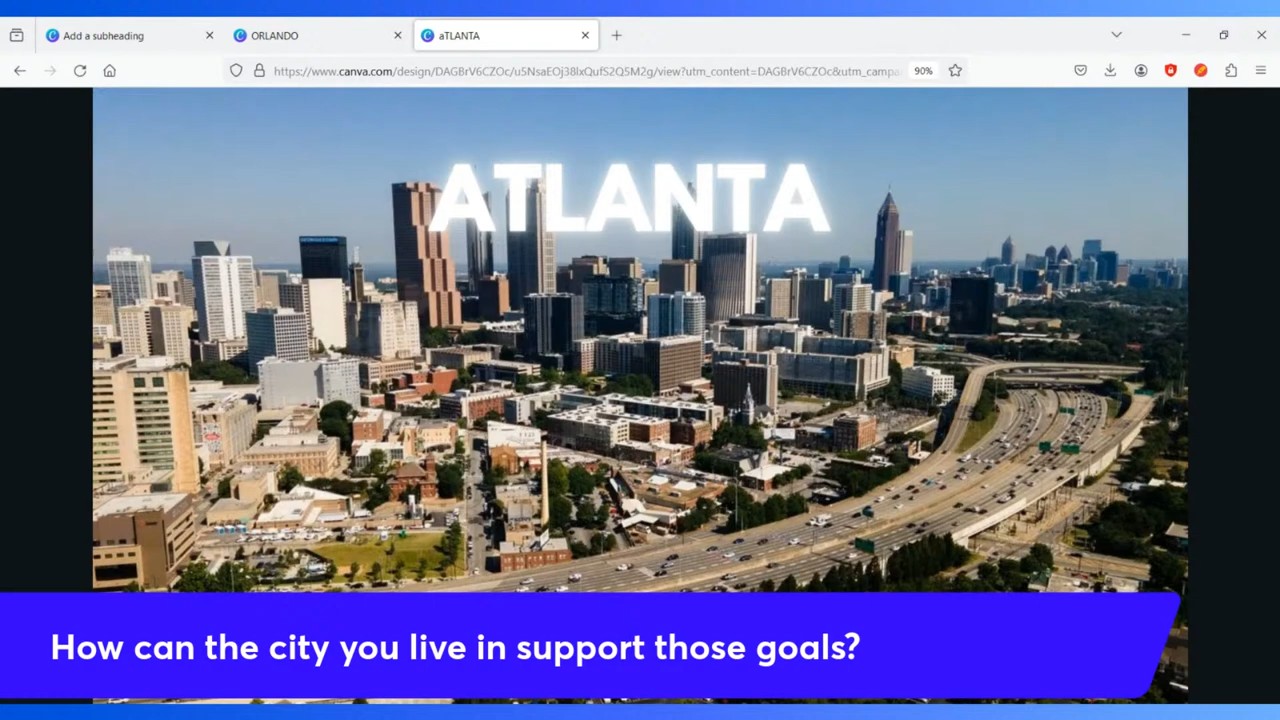 Add a subheading
ORLANDO
aTLANTA
https://www.canva.com/design/DAGBrV6CZOc/u5NsaEOj38lxQufS2Q5M2g/view?utm_content=DAGBrV6CZOc&utm_campa
90%
ATLANTA
How can the city you live in support those goals?